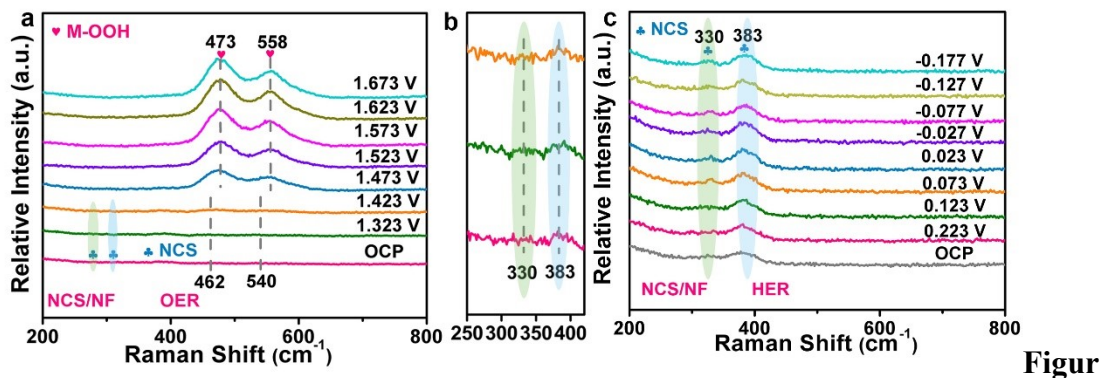 a
♥ M-OOH
473 558
1.673 V
1.623 V
1.573 V
1.523 V
1.473 V
1.423 V
1.323 V
♣ NCS
OCP
462 540
NCS/NF OER
200 400 600 800
Raman Shift (cm⁻¹)
Relative Intensity (a.u.)
b
330 383
250 300 350 400
c
♣ NCS
330 383
-0.177 V
-0.127 V
-0.077 V
-0.027 V
0.023 V
0.073 V
0.123 V
0.223 V
OCP
NCS/NF HER
200 400 600 800
Raman Shift (cm⁻¹)
Relative Intensity (a.u.)
Figur